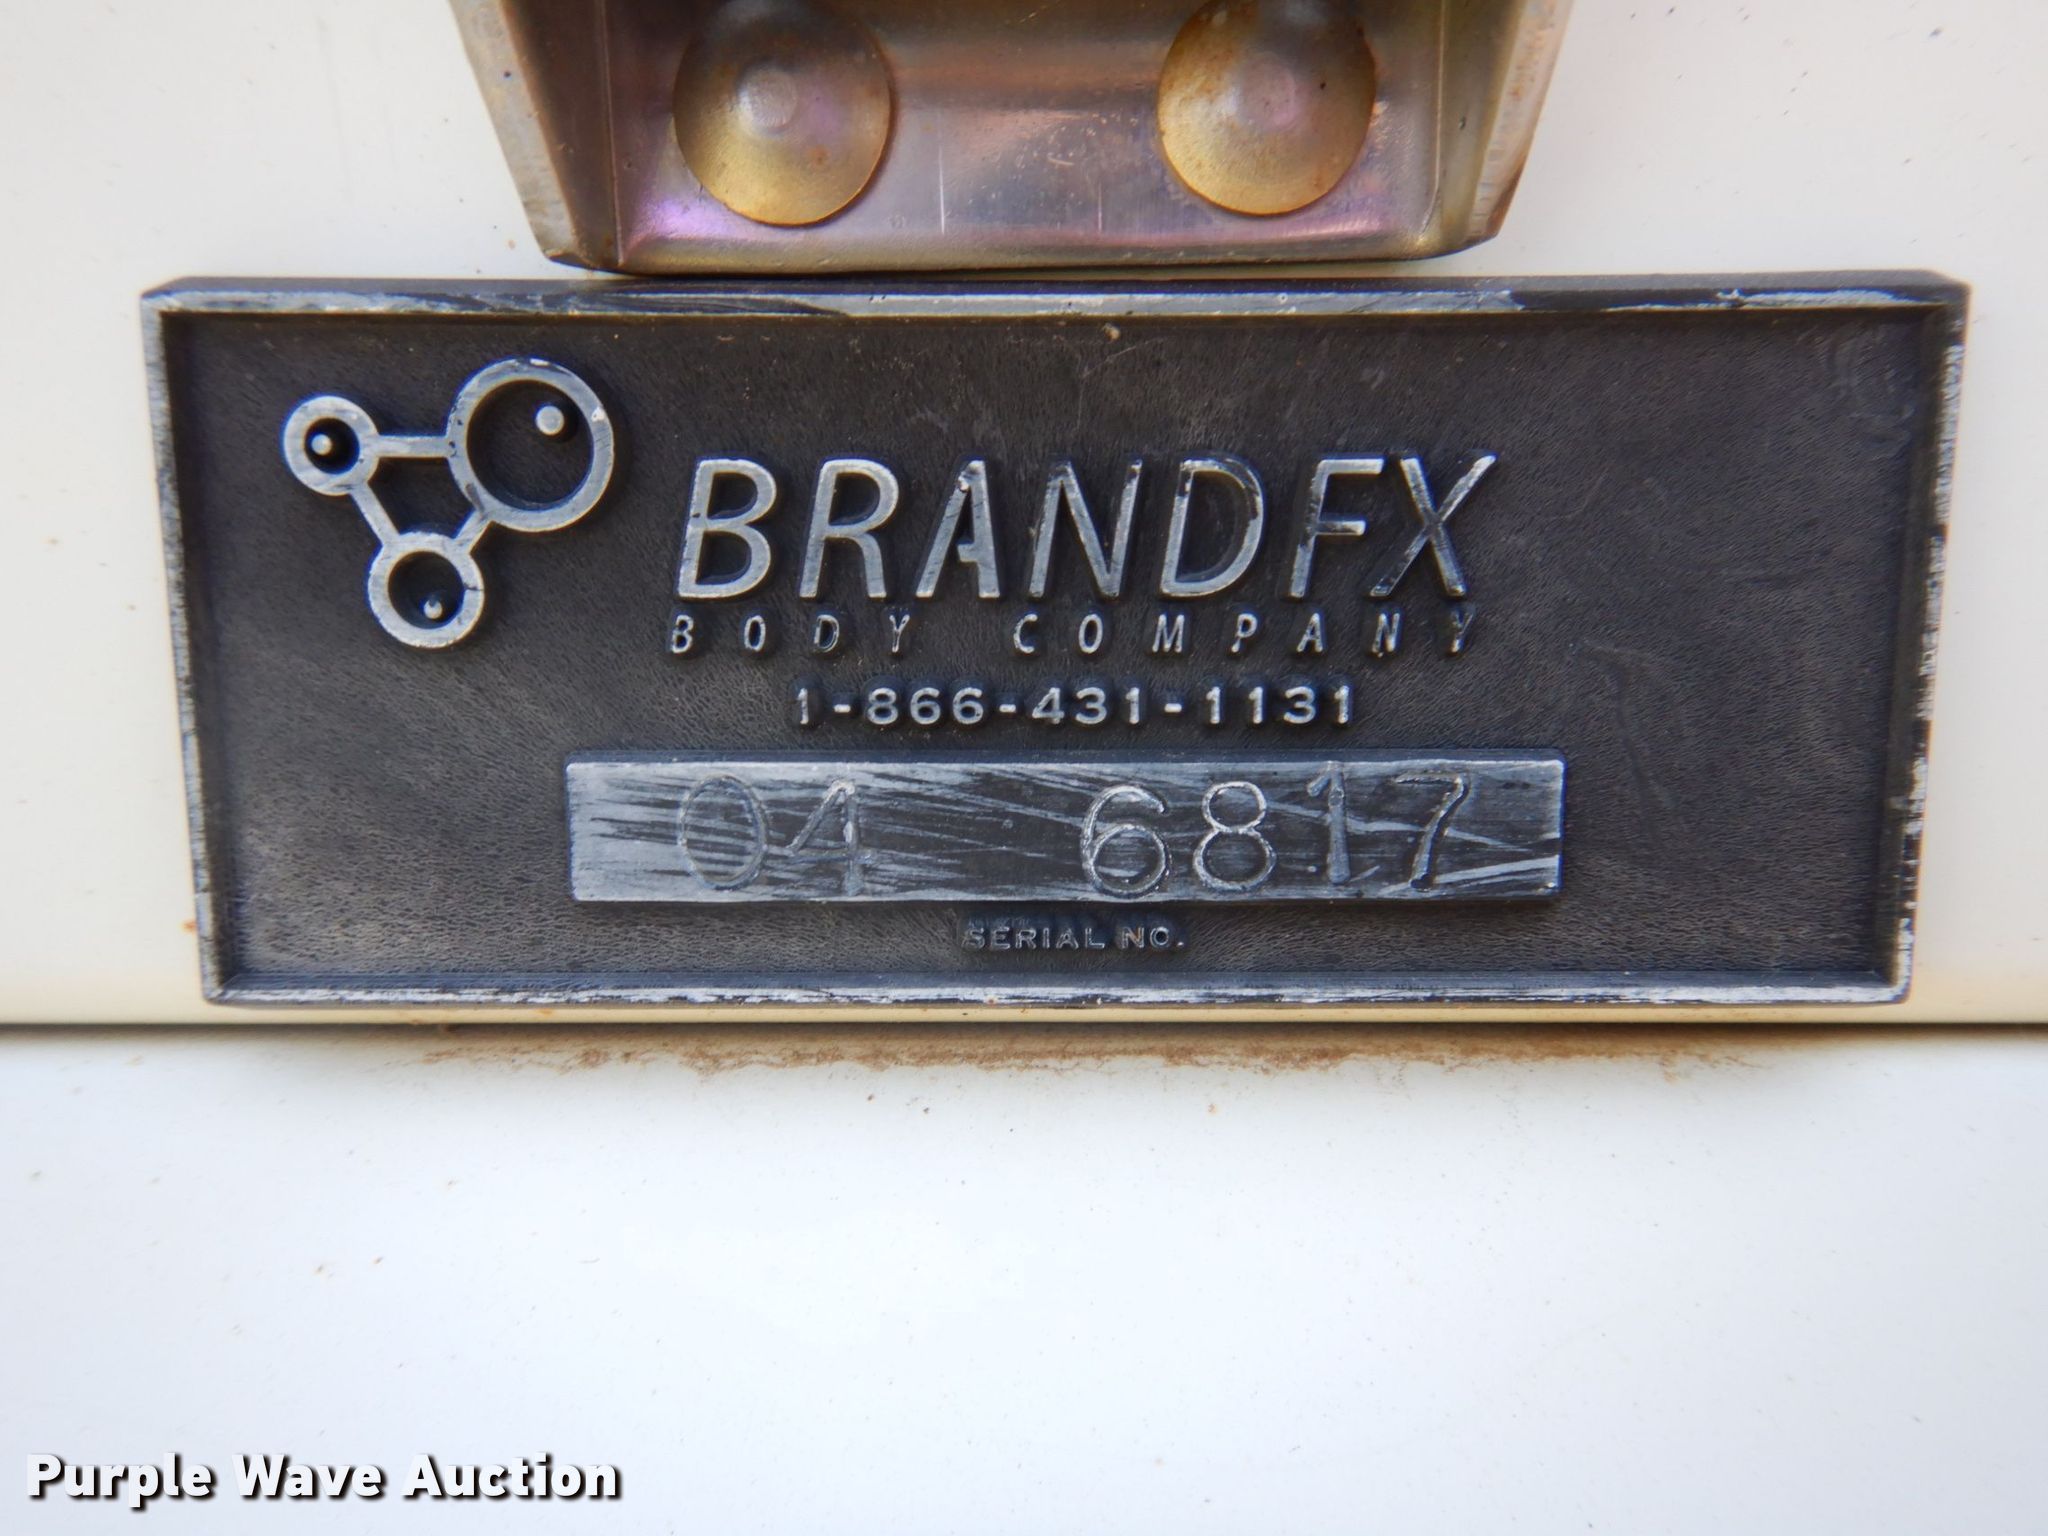 BRANDFX
BODY COMPANY
1-866-431-1131
04 6817
SERIAL NO.
Purple Wave Auction